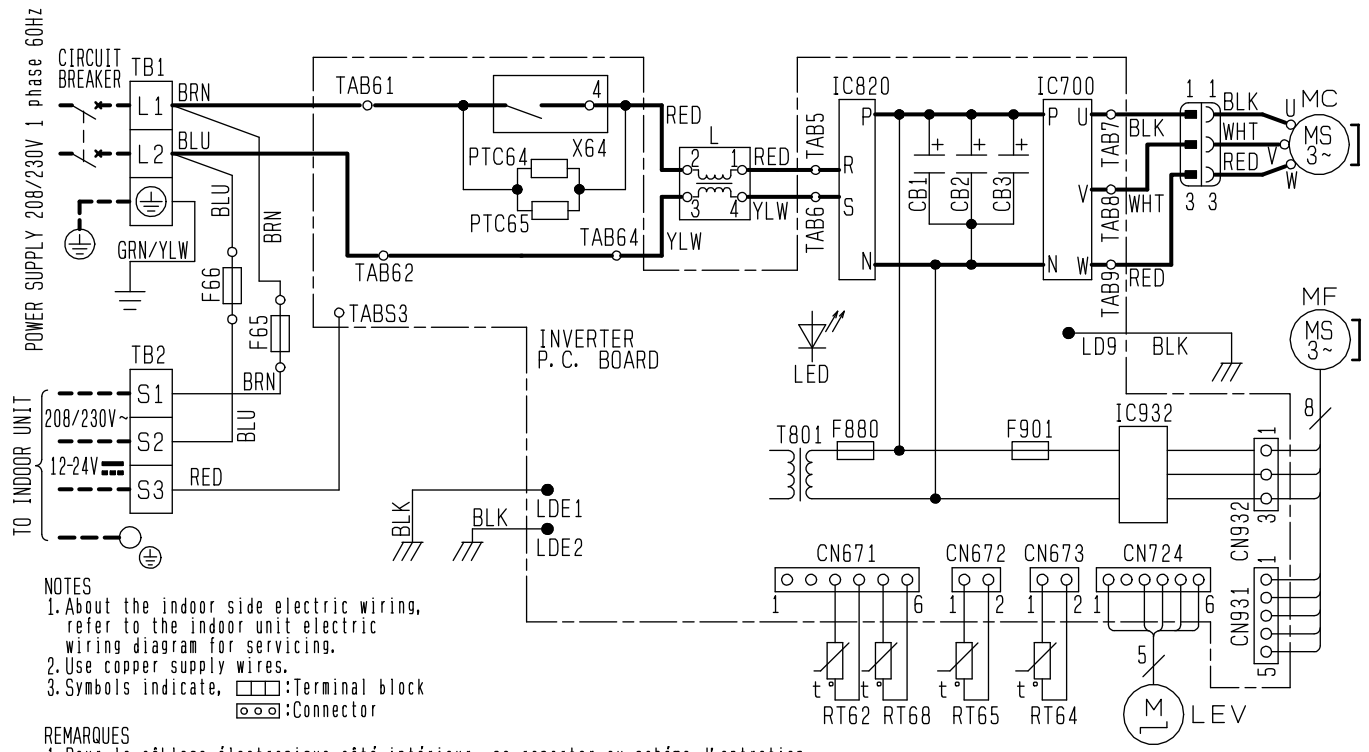 POWER SUPPLY 208/230V 1 phase 60Hz
CIRCUIT
BREAKER
TB1
L1
L2
BRN
BLU
GRN/YLW
BLU
BRN
F66
F65
TB2
S1
S2
S3
BRN
BLU
RED
TO INDOOR UNIT
208/230V~
12-24V
TAB61
TAB62
TABS3
4
X64
PTC64
PTC65
TAB64
RED
YLW
L
2
1
3
4
RED
YLW
TAB5
TAB6
IC820
P
R
S
N
CB1
CB2
CB3
+
+
+
IC700
P
U
V
N
W
TAB7
TAB8
TAB9
BLK
WHT
RED
1 1
3 3
BLK
WHT
RED
U
V
W
MC
MS
3~
MF
MS
3~
8
INVERTER
P.C. BOARD
LED
LD9
BLK
T801
F880
F901
IC932
1
3
CN932
1
5
CN931
BLK
BLK
LDE1
LDE2
CN671
1
6
CN672
1
2
CN673
1
2
CN724
1
6
t°
t°
t°
RT62
RT68
RT65
RT64
5
M
LEV
NOTES
1. About the indoor side electric wiring,
refer to the indoor unit electric
wiring diagram for servicing.
2. Use copper supply wires.
3. Symbols indicate, :Terminal block
:Connector
REMARQUES